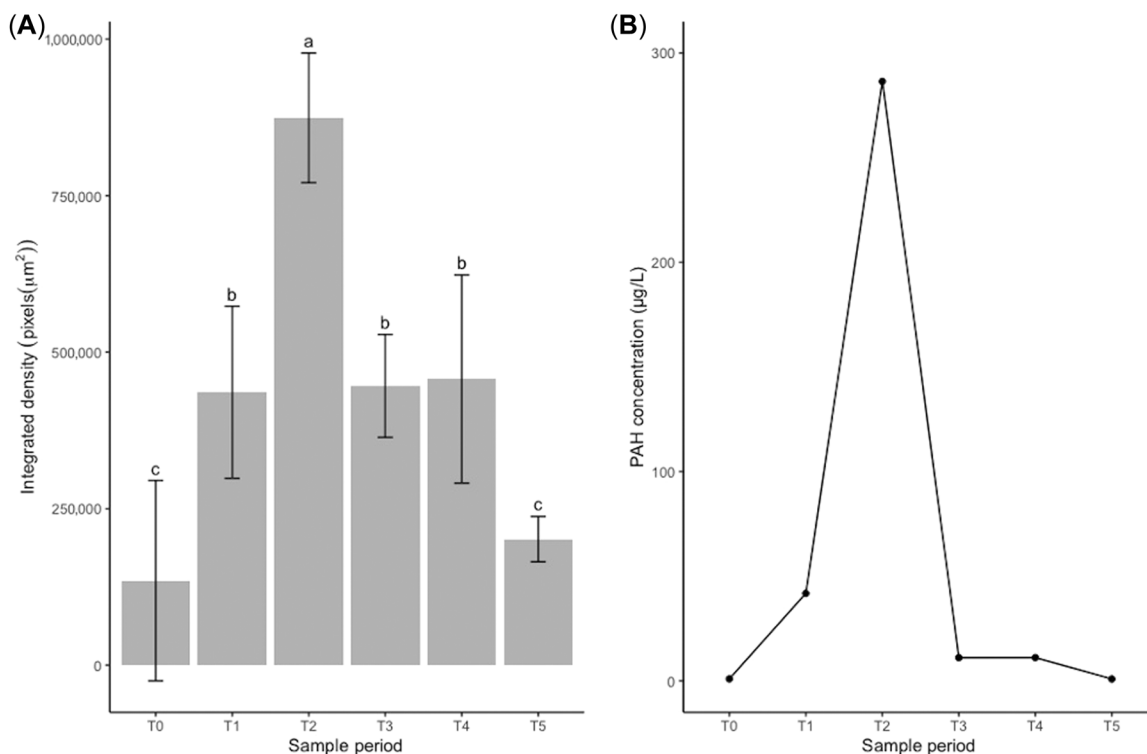 (A)
1,000,000
750,000
500,000
250,000
0
Integrated density (pixels(μm²))
c
b
a
b
b
c
T0 T1 T2 T3 T4 T5
Sample period
(B)
300
200
100
0
PAH concentration (µg/L)
T0 T1 T2 T3 T4 T5
Sample period